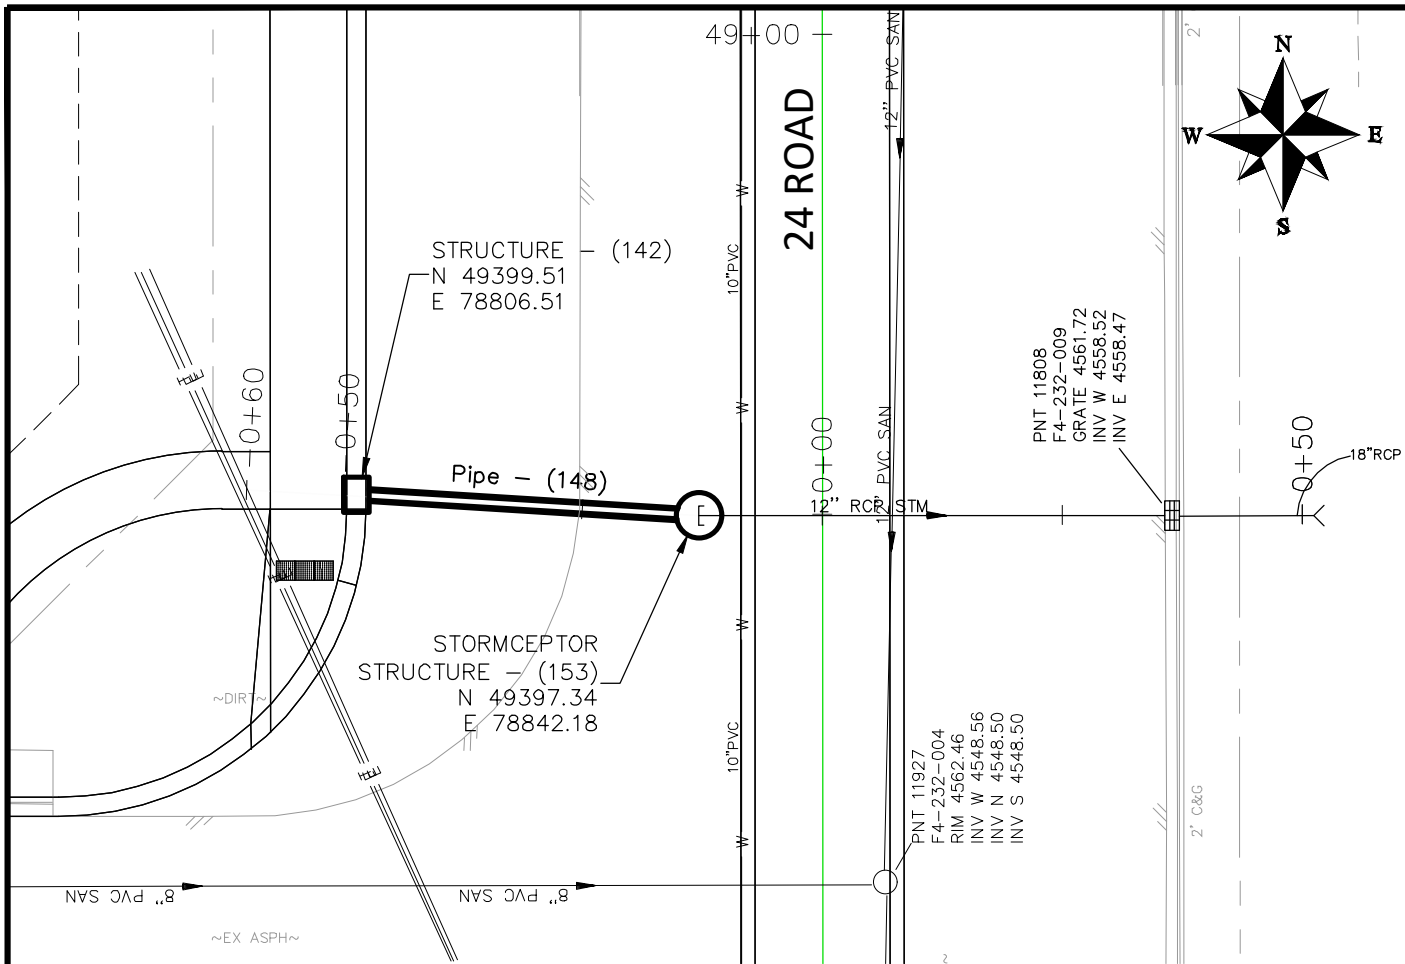 49+00
12" PVC SAN
2'
N
W
E
S
24 ROAD
STRUCTURE - (142)
N 49399.51
E 78806.51
W
10"PVC
0+60
0+50
W
Pipe - (148)
0+00
12" PVC SAN
12" RCP STM
E
PNT 11808
F4-232-009
GRATE 4561.72
INV W 4558.52
INV E 4558.47
0+50
18"RCP
STORMCEPTOR
STRUCTURE - (153)
N 49397.34
E 78842.18
W
~DIRT~
10"PVC
PNT 11927
F4-232-004
RIM 4562.46
INV W 4548.56
INV N 4548.50
INV S 4548.50
2' C&G
W
8" PVC SAN
8" PVC SAN
~EX ASPH~